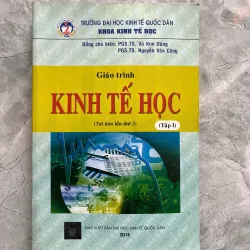 TRƯỜNG ĐẠI HỌC KINH TẾ QUỐC DÂN
KHOA KINH TẾ HỌC
Đồng chủ biên: PGS.TS. Vũ Kim Dũng
PGS.TS. Nguyễn Văn Công
Giáo trình
KINH TẾ HỌC
(Tái bản lần thứ 2)
(Tập I)
NHÀ XUẤT BẢN ĐẠI HỌC KINH TẾ QUỐC DÂN
2015